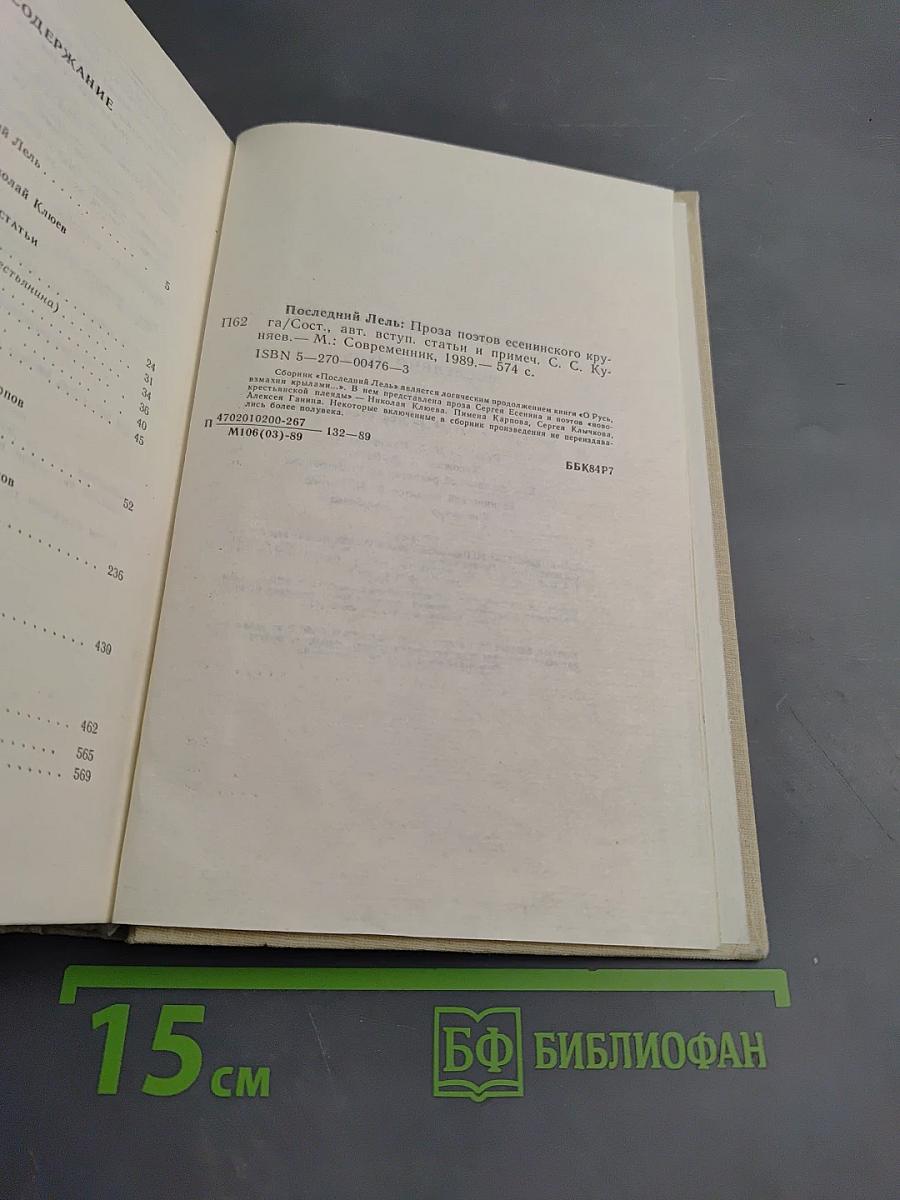 СОДЕРЖАНИЕ
Лель
Клюев
5
24
31
34
36
40
45
52
236
430
462
565
569
Последний Лель: Проза поэтов есенинского кру-
П62 га/Сост., авт. вступ. статьи и примеч. С. С. Ку-
няев.— М.: Современник, 1989.— 574 с.
ISBN 5—270—00476—3
Сборник «Последний Лель» является логическим продолжением книги «О Русь,
взмахни крылами...». В нем представлена проза Сергея Есенина и поэтов «ново-
крестьянской плеяды» — Николая Клюева, Пимена Карпова, Сергея Клычкова,
Алексея Ганина. Некоторые включенные в сборник произведения не переиздава-
лись более полувека.
П 4702010200-267
М106(03)-89 132—89
ББК84Р7
15 см
БФ БИБЛИОФАН